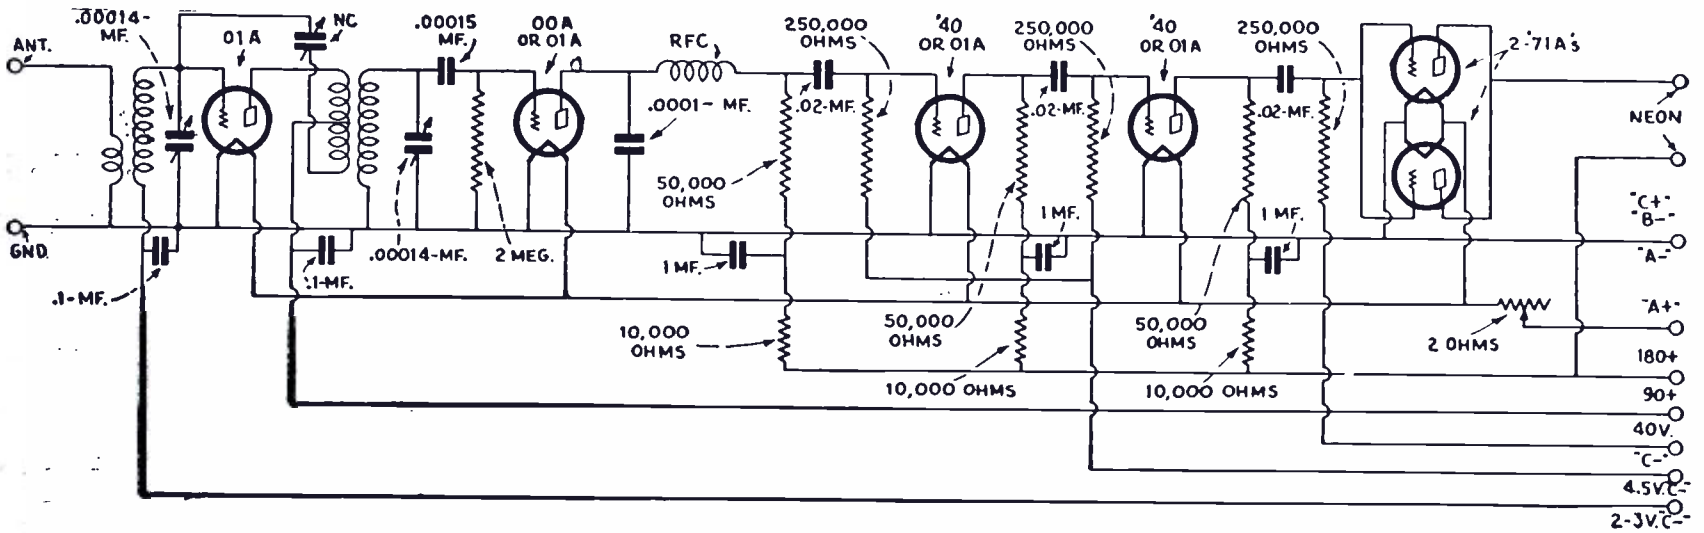 .00014-
MF.
ANT.
01A
NC
.00015
MF.
00A
OR 01A
RFC
250,000
OHMS
'40
OR 01A
250,000
OHMS
'40
OR 01A
250,000
OHMS
2-'71A's
.0001-MF.
.02-MF.
.02-MF.
.02-MF.
NEON
50,000
OHMS
GND.
.1-MF.
.1-MF.
.00014-MF.
2 MEG.
1 MF.
1 MF.
1 MF.
"C+"
"B-"
"A-"
10,000
OHMS
50,000
OHMS
10,000 OHMS
50,000
OHMS
10,000 OHMS
2 OHMS
"A+"
180+
90+
40V.
"C-"
4.5V."C-"
2-3V."C-"